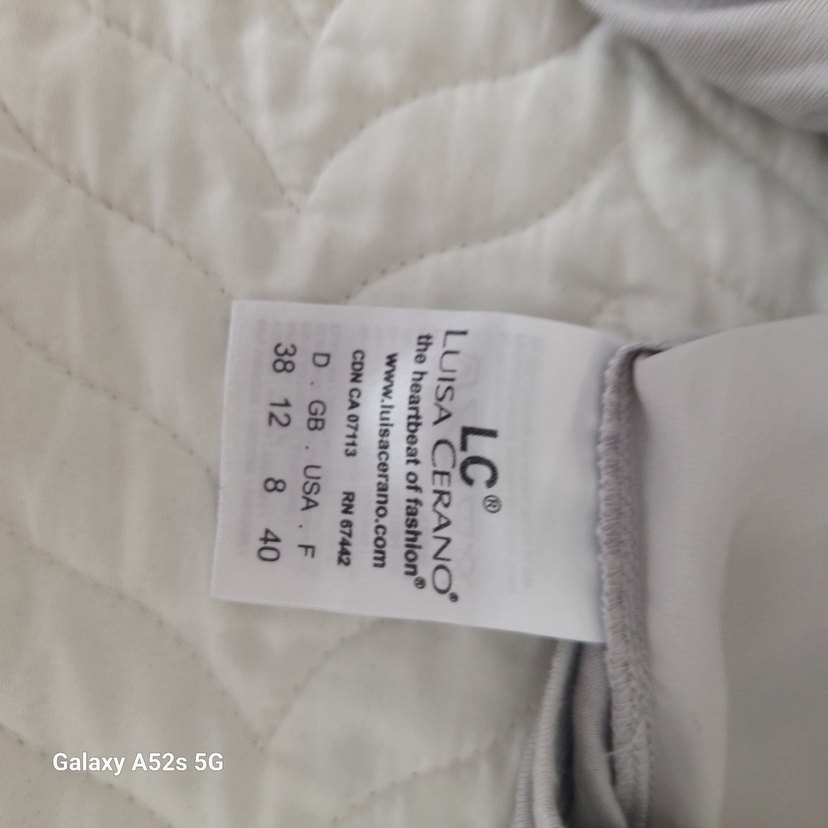 LC®
LUISA CERANO®
the heartbeat of fashion®
www.luisacerano.com
CDN CA 07113 RN 67442
D . GB . USA . F
38 12 8 40
Galaxy A52s 5G